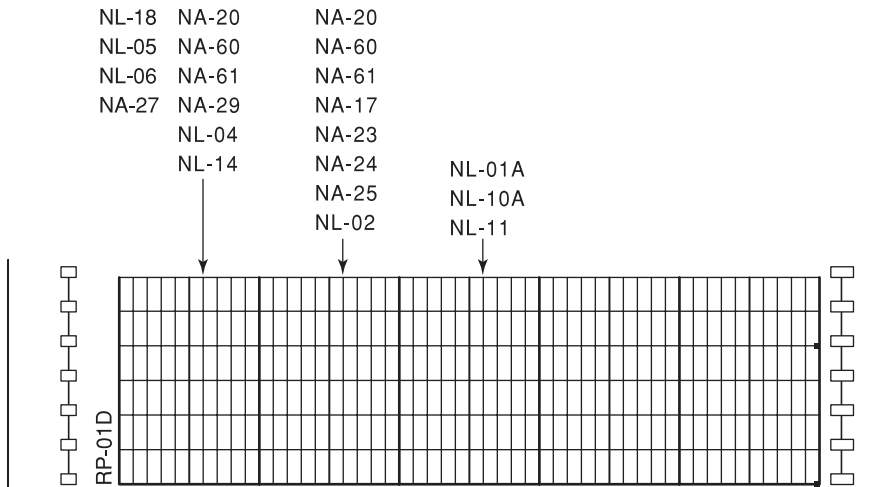 NL-18 NA-20 NA-20
NL-05 NA-60 NA-60
NL-06 NA-61 NA-61
NA-27 NA-29 NA-17
NL-04 NA-23
NL-14 NA-24 NL-01A
NA-25 NL-10A
NL-02 NL-11
RP-01D